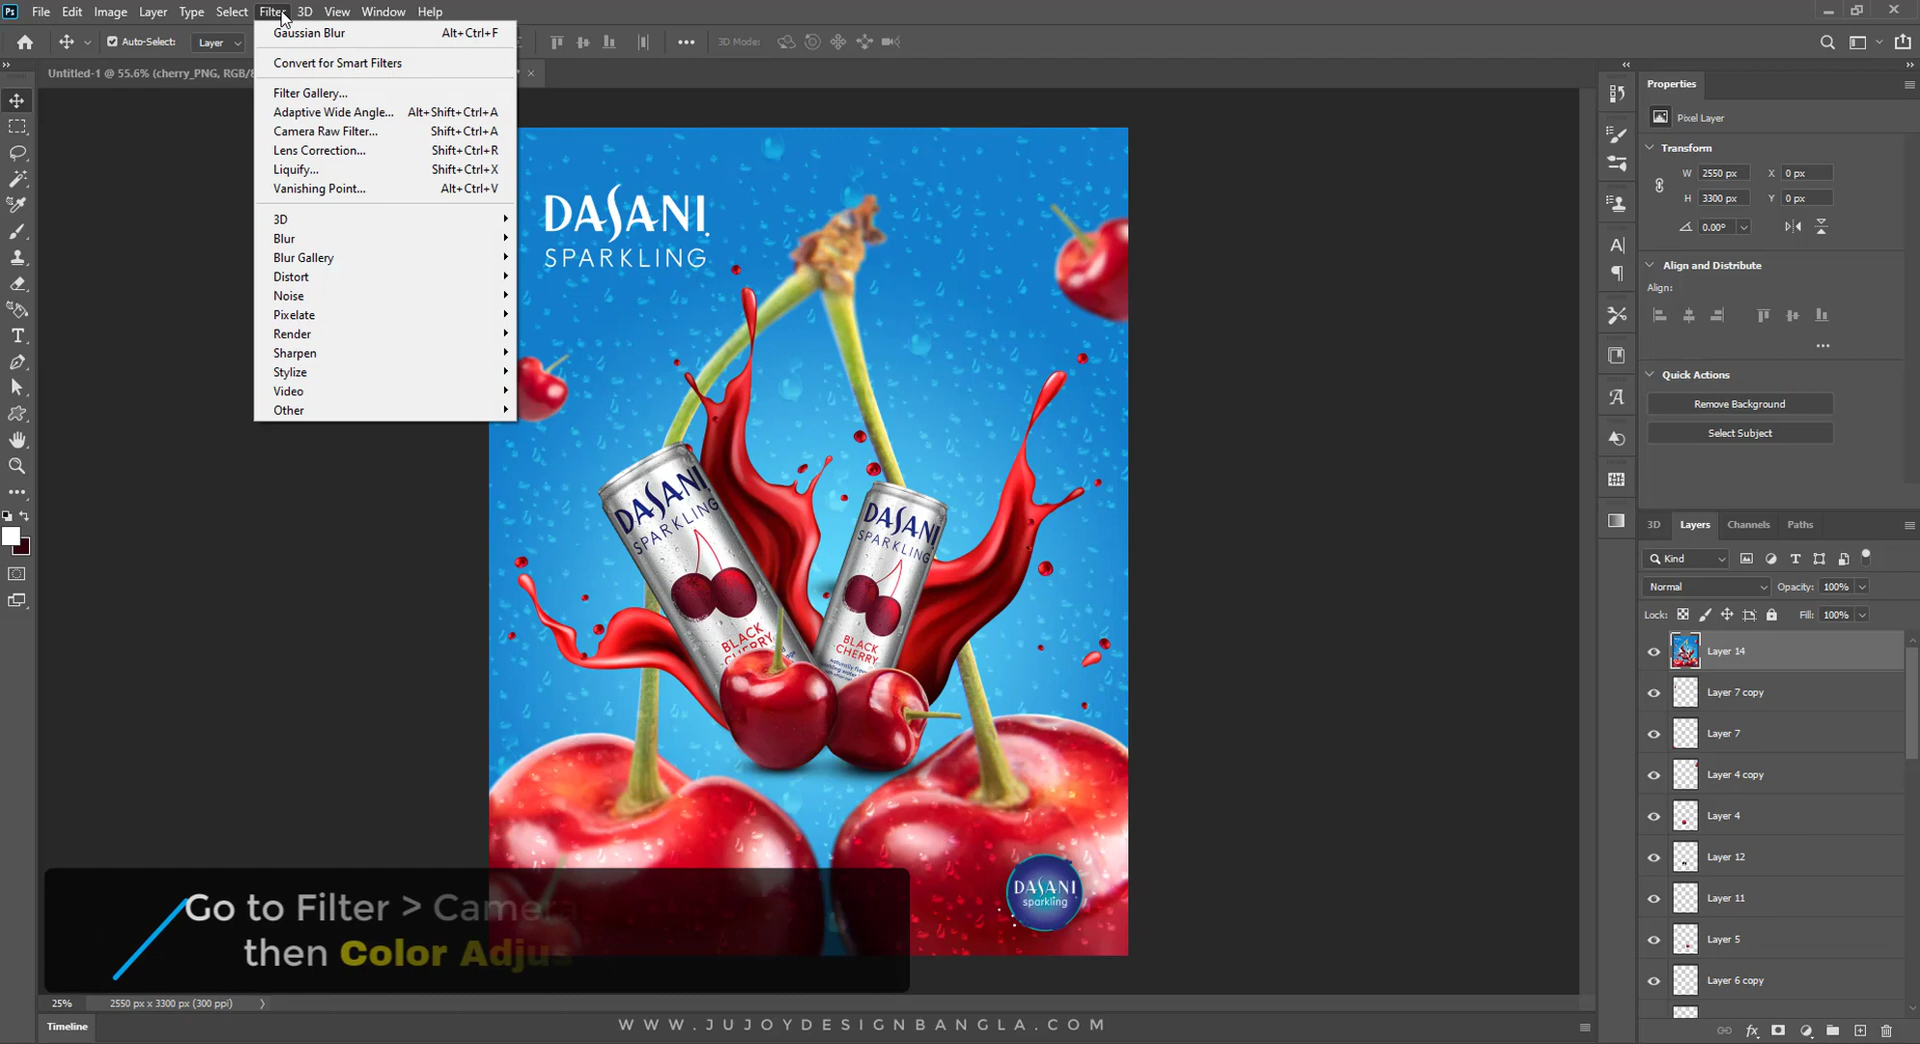 Ps File Edit Image Layer Type Select Filter 3D View Window Help
Auto-Select: Layer 3D Mode:
Untitled-1 @ 55.6% (cherry_PNG, RGB/8
Gaussian Blur Alt+Ctrl+F
Convert for Smart Filters
Filter Gallery...
Adaptive Wide Angle... Alt+Shift+Ctrl+A
Camera Raw Filter... Shift+Ctrl+A
Lens Correction... Shift+Ctrl+R
Liquify... Shift+Ctrl+X
Vanishing Point... Alt+Ctrl+V
3D
Blur
Blur Gallery
Distort
Noise
Pixelate
Render
Sharpen
Stylize
Video
Other
DASANI
SPARKLING
DASANI
SPARKLING
BLACK
CHERRY
DASANI
SPARKLING
BLACK
CHERRY
DASANI
sparkling
Go to Filter > Camera
then Color Adjus
25% 2550 px x 3300 px (300 ppi)
Timeline
WWW.JUJOYDESIGNBANGLA.COM
Properties
Pixel Layer
Transform
W 2550 px X 0 px
H 3300 px Y 0 px
0.00°
Align and Distribute
Align:
Quick Actions
Remove Background
Select Subject
3D Layers Channels Paths
Kind
Normal Opacity: 100%
Lock: Fill: 100%
Layer 14
Layer 7 copy
Layer 7
Layer 4 copy
Layer 4
Layer 12
Layer 11
Layer 5
Layer 6 copy